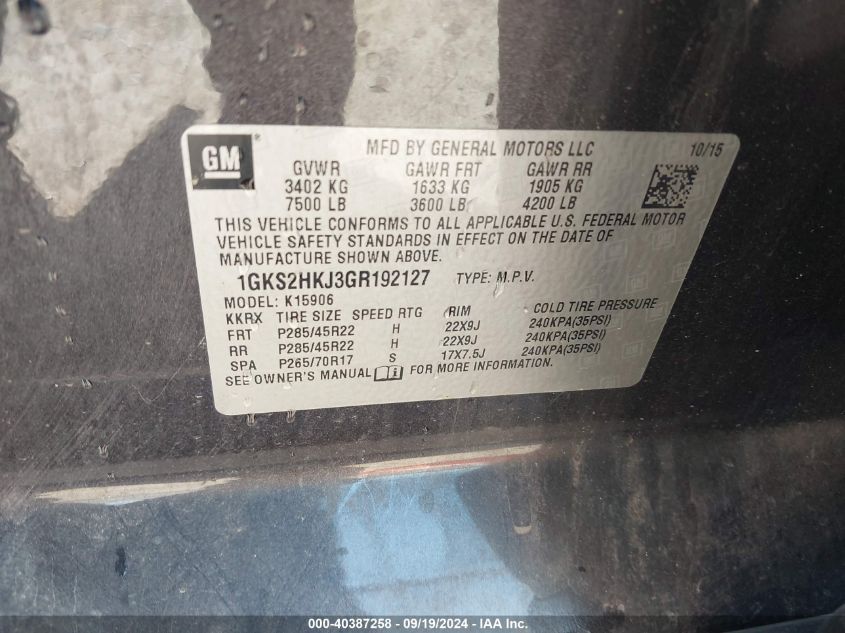 GM ®
MFD BY GENERAL MOTORS LLC 10/15
GVWR GAWR FRT GAWR RR
3402 KG 1633 KG 1905 KG
7500 LB 3600 LB 4200 LB
THIS VEHICLE CONFORMS TO ALL APPLICABLE U.S. FEDERAL MOTOR
VEHICLE SAFETY STANDARDS IN EFFECT ON THE DATE OF
MANUFACTURE SHOWN ABOVE.
1GKS2HKJ3GR192127 TYPE: M.P.V.
MODEL: K15906
KKRX TIRE SIZE SPEED RTG RIM COLD TIRE PRESSURE
FRT P285/45R22 H 22X9J 240KPA(35PSI)
RR P285/45R22 H 22X9J 240KPA(35PSI)
SPA P265/70R17 S 17X7.5J 240KPA(35PSI)
SEE OWNER'S MANUAL FOR MORE INFORMATION.
000-40387258 - 09/19/2024 - IAA Inc.